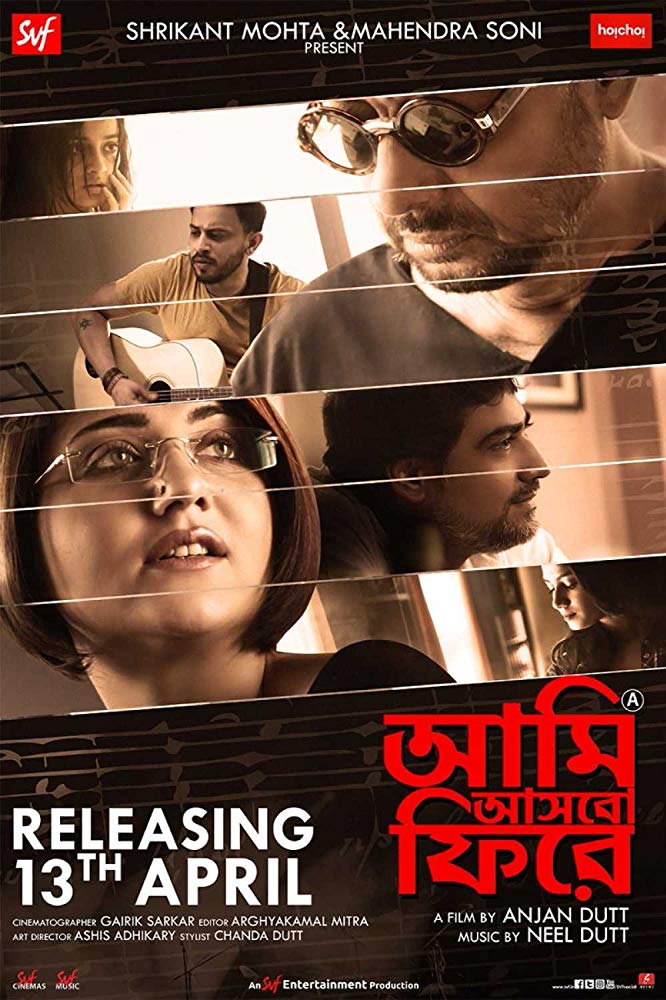 SVF
SHRIKANT MOHTA & MAHENDRA SONI
PRESENT
hoichoi
আমি
A
আসবো
ফিরে
RELEASING
13TH APRIL
CINEMATOGRAPHER GAIRIK SARKAR EDITOR ARGHYAKAMAL MITRA
ART DIRECTOR ASHIS ADHIKARY STYLIST CHANDA DUTT
A FILM BY ANJAN DUTT
MUSIC BY NEEL DUTT
SVF CINEMAS
SVF MUSIC
An SVF Entertainment Production